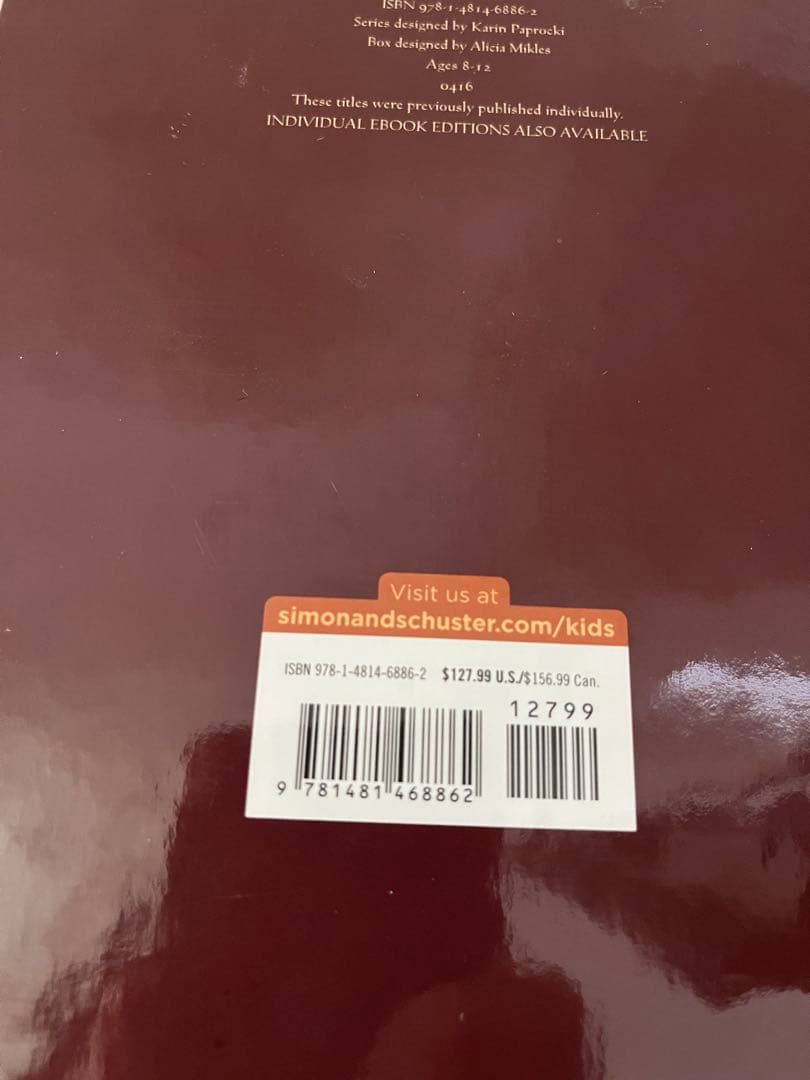 ISBN 978-1-4814-6886-2
Series designed by Karin Paprocki
Box designed by Alicia Mikles
Ages 8-12
0416
These titles were previously published individually.
INDIVIDUAL EBOOK EDITIONS ALSO AVAILABLE
Visit us at
simonandschuster.com/kids
ISBN 978-1-4814-6886-2 $127.99 U.S./$156.99 Can.
12799
9 781481 468862